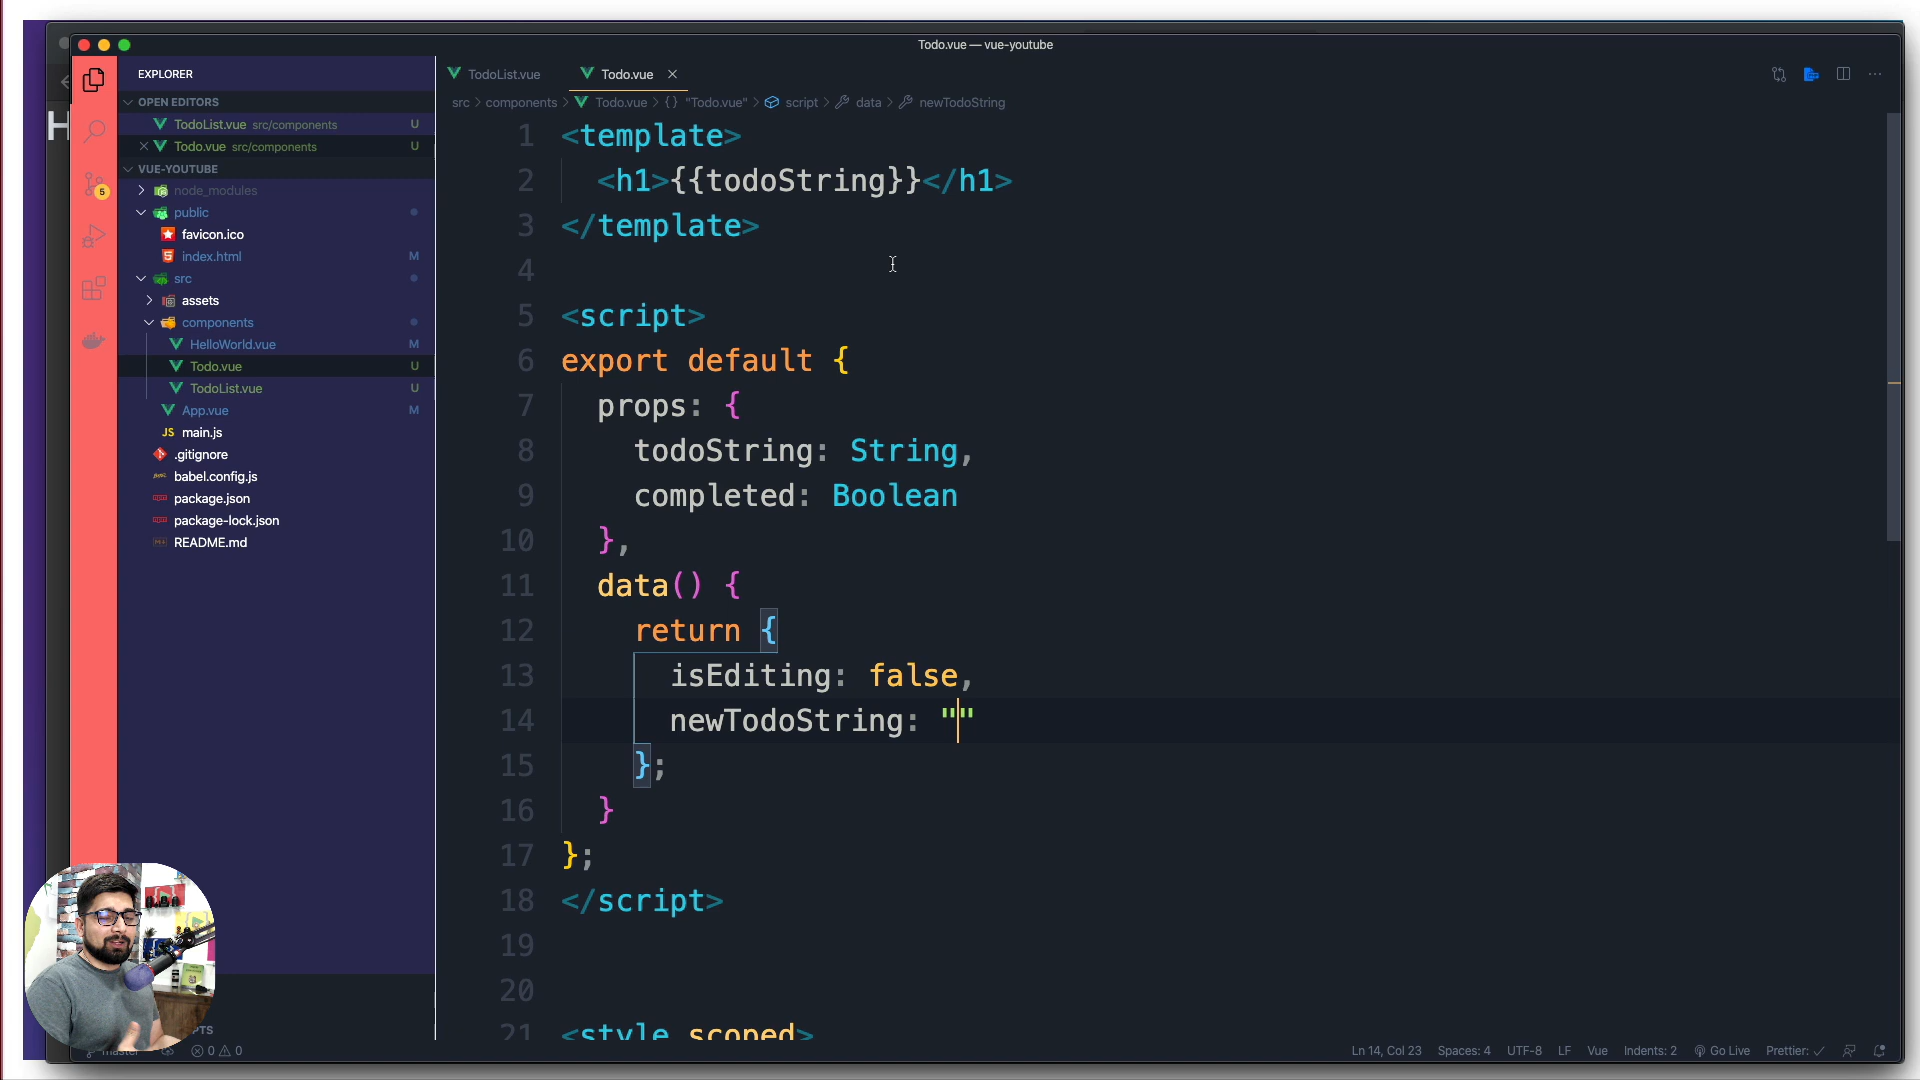 Todo.vue — vue-youtube
EXPLORER
TodoList.vue
Todo.vue
OPEN EDITORS
src > components > Todo.vue > {} "Todo.vue" > script > data > newTodoString
TodoList.vue src/components U
Todo.vue src/components U
VUE-YOUTUBE
node_modules
public
favicon.ico
index.html M
src
assets
components
HelloWorld.vue M
Todo.vue U
TodoList.vue U
App.vue M
JS main.js
.gitignore
babel.config.js
package.json
package-lock.json
README.md
5
H
1 <template>
2 <h1>{{todoString}}</h1>
3 </template>
4
5 <script>
6 export default {
7 props: {
8 todoString: String,
9 completed: Boolean
10 },
11 data() {
12 return {
13 isEditing: false,
14 newTodoString: ""
15 };
16 }
17 };
18 </script>
19
20
21 <style scoped>
PTS
master
0 0
Ln 14, Col 23 Spaces: 4 UTF-8 LF Vue Indents: 2 Go Live Prettier: ✓